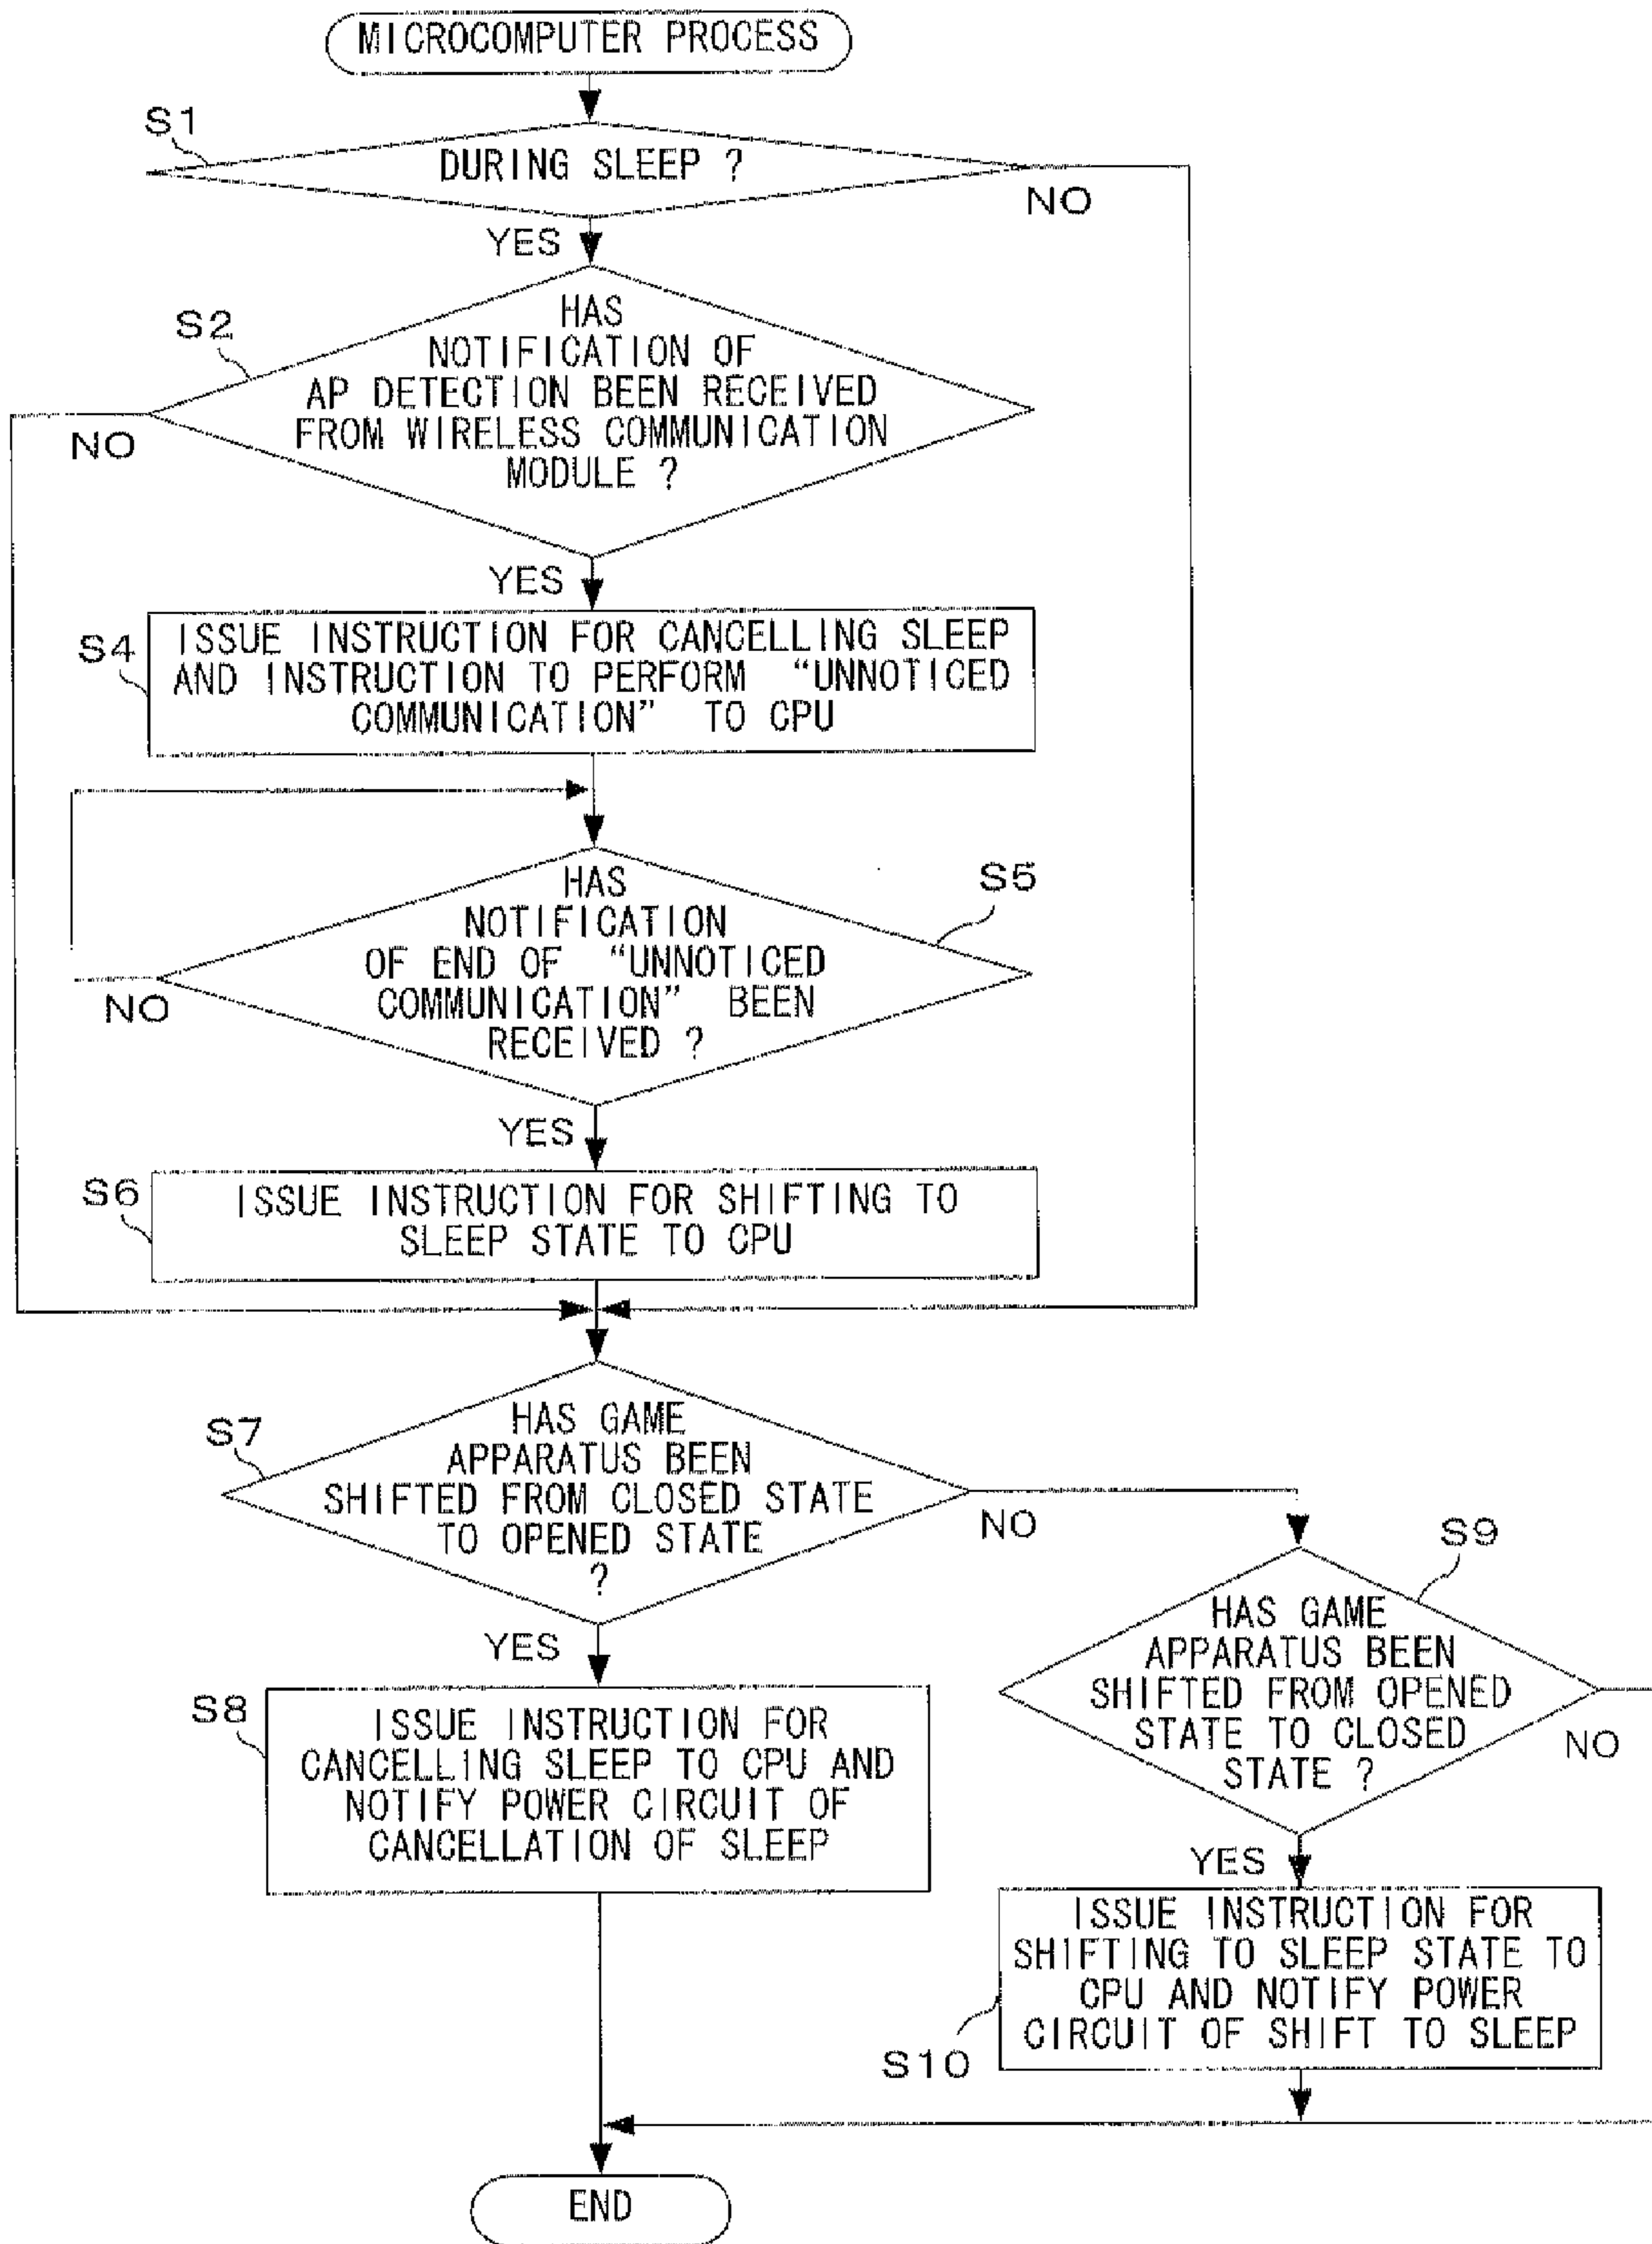 MICROCOMPUTER PROCESS
S1
DURING SLEEP ?
NO
YES
S2
HAS
NOTIFICATION OF
AP DETECTION BEEN RECEIVED
FROM WIRELESS COMMUNICATION
MODULE ?
NO
YES
S4
ISSUE INSTRUCTION FOR CANCELLING SLEEP
AND INSTRUCTION TO PERFORM “UNNOTICED
COMMUNICATION” TO CPU
S5
HAS
NOTIFICATION
OF END OF “UNNOTICED
COMMUNICATION” BEEN
RECEIVED ?
NO
YES
S6
ISSUE INSTRUCTION FOR SHIFTING TO
SLEEP STATE TO CPU
S7
HAS GAME
APPARATUS BEEN
SHIFTED FROM CLOSED STATE
TO OPENED STATE
?
NO
YES
S8
ISSUE INSTRUCTION FOR
CANCELLING SLEEP TO CPU AND
NOTIFY POWER CIRCUIT OF
CANCELLATION OF SLEEP
S9
HAS GAME
APPARATUS BEEN
SHIFTED FROM OPENED
STATE TO CLOSED
STATE ?
NO
YES
S10
ISSUE INSTRUCTION FOR
SHIFTING TO SLEEP STATE TO
CPU AND NOTIFY POWER
CIRCUIT OF SHIFT TO SLEEP
END